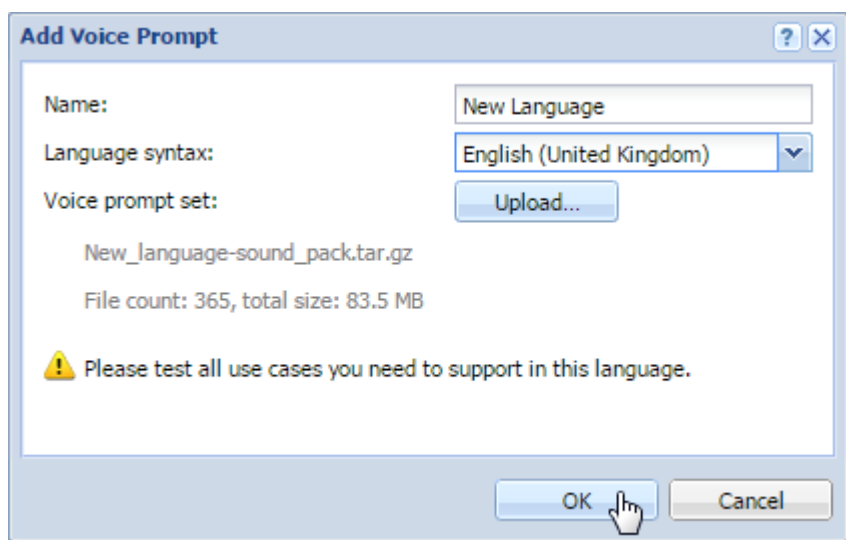 Add Voice Prompt
Name: New Language
Language syntax: English (United Kingdom)
Voice prompt set: Upload...
New_language-sound_pack.tar.gz
File count: 365, total size: 83.5 MB
Please test all use cases you need to support in this language.
OK Cancel